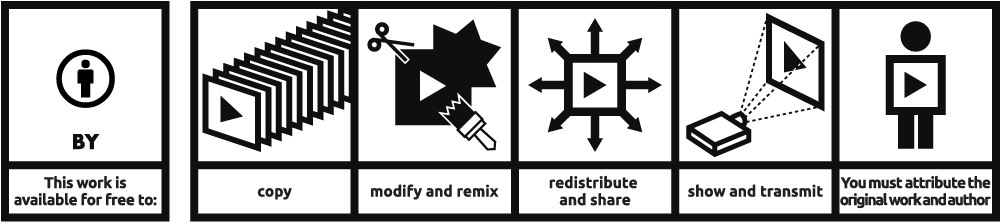 BY
This work is
available for free to:
copy
modify and remix
redistribute
and share
show and transmit
You must attribute the
original work and author